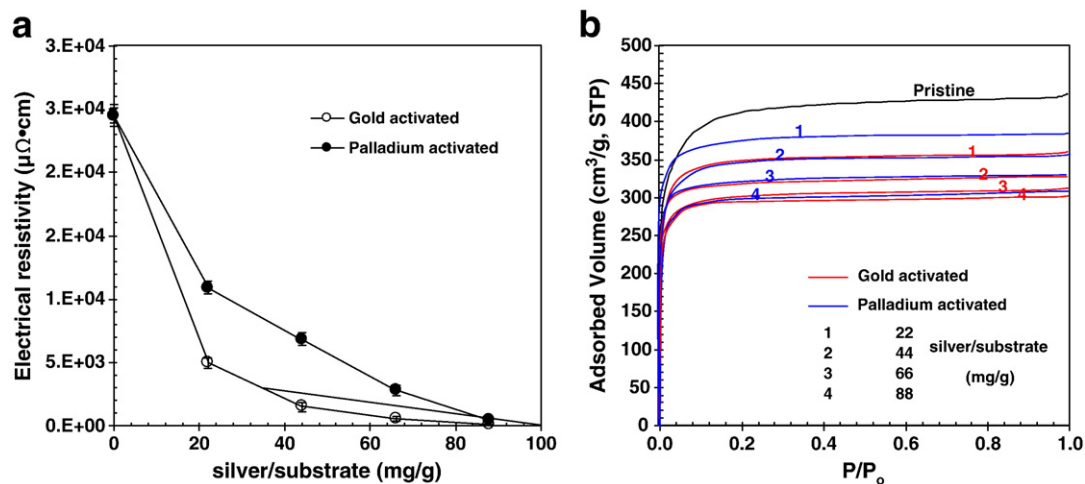 a
3.E+04
3.E+04
2.E+04
2.E+04
1.E+04
5.E+03
0.E+00
0
20
40
60
80
100
Electrical resistivity (μΩ•cm)
silver/substrate (mg/g)
Gold activated
Palladium activated
b
500
450
400
350
300
250
200
150
100
50
0
0.0
0.2
0.4
0.6
0.8
1.0
Adsorbed Volume (cm³/g, STP)
P/Pₒ
Pristine
1
1
2
2
3
3
4
4
Gold activated
Palladium activated
1 22
2 44
3 66
4 88
silver/substrate
(mg/g)